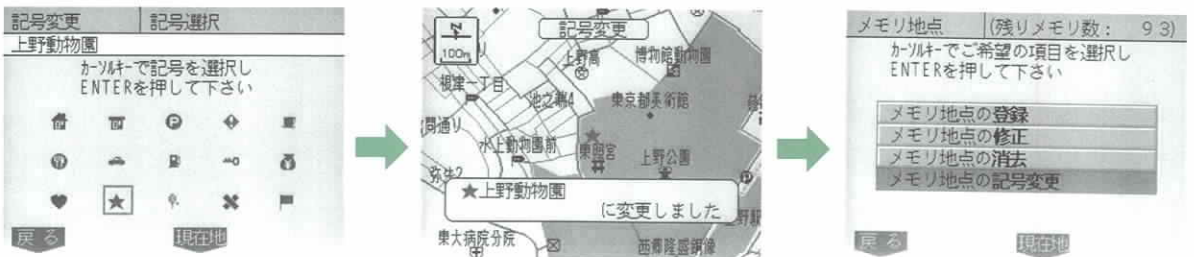 記号変更 記号選択
上野動物園
カーソルキーで記号を選択し
ENTERを押して下さい
戻る 現在地
記号変更
100m
上野高 博物館動物園
根津一丁目
池之端4 東京都美術館
水上動物園前
東照宮 上野公園
弥生2
★上野動物園
に変更しました
東大病院分院
西郷隆盛銅像
メモリ地点 (残りメモリ数: 93)
カーソルキーでご希望の項目を選択し
ENTERを押して下さい
メモリ地点の登録
メモリ地点の修正
メモリ地点の消去
メモリ地点の記号変更
戻る 現在地